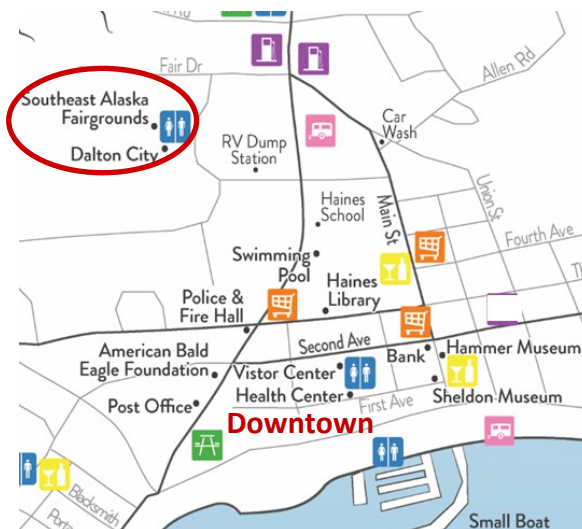 Fair Dr
Allen Rd
Southeast Alaska
Fairgrounds
Dalton City
Car
Wash
RV Dump
Station
Union St
Main St
Haines
School
Fourth Ave
Swimming
Pool
Haines
Library
Police &
Fire Hall
Second Ave
Bank
Hammer Museum
American Bald
Eagle Foundation
Vistor Center
Health Center
Sheldon Museum
Post Office
First Ave
Downtown
Blacksmith
Small Boat